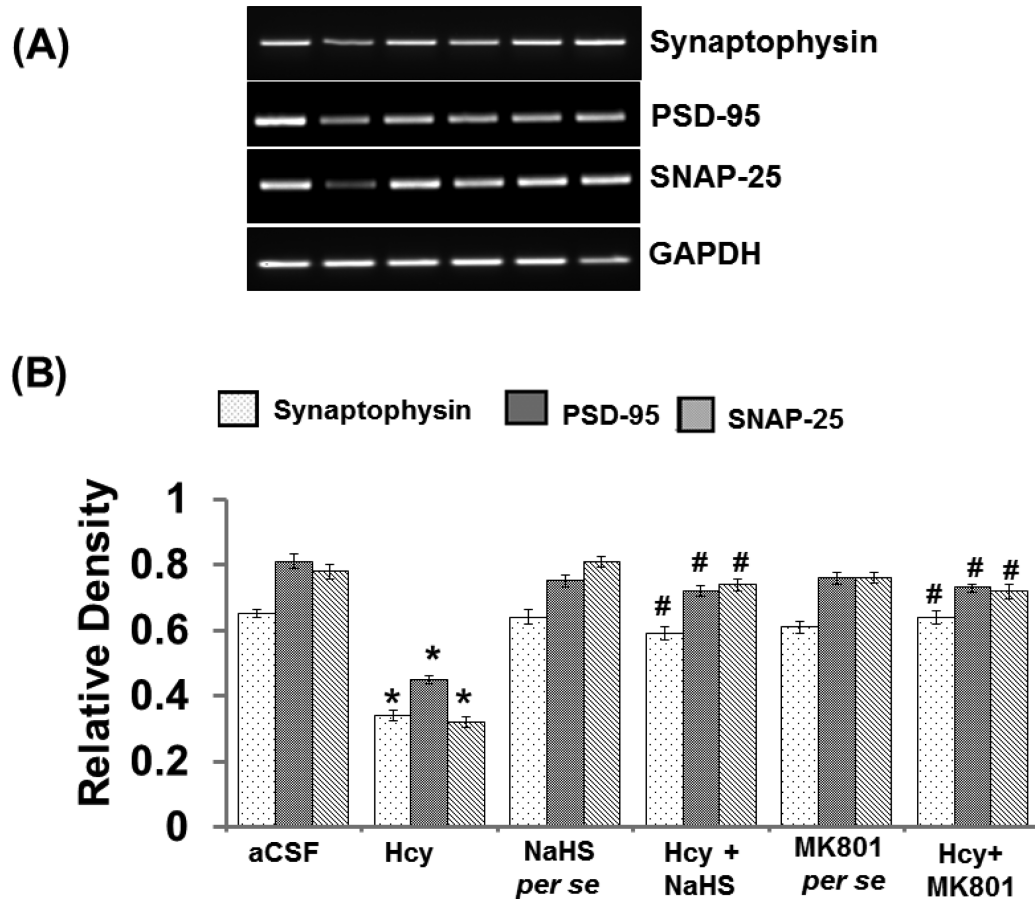 (A)
Synaptophysin
PSD-95
SNAP-25
GAPDH
(B)
Synaptophysin PSD-95 SNAP-25
Relative Density
1
0.8
0.6
0.4
0.2
0
* * *
# # #
# # #
aCSF Hcy NaHS Hcy + MK801 Hcy+
per se NaHS per se MK801